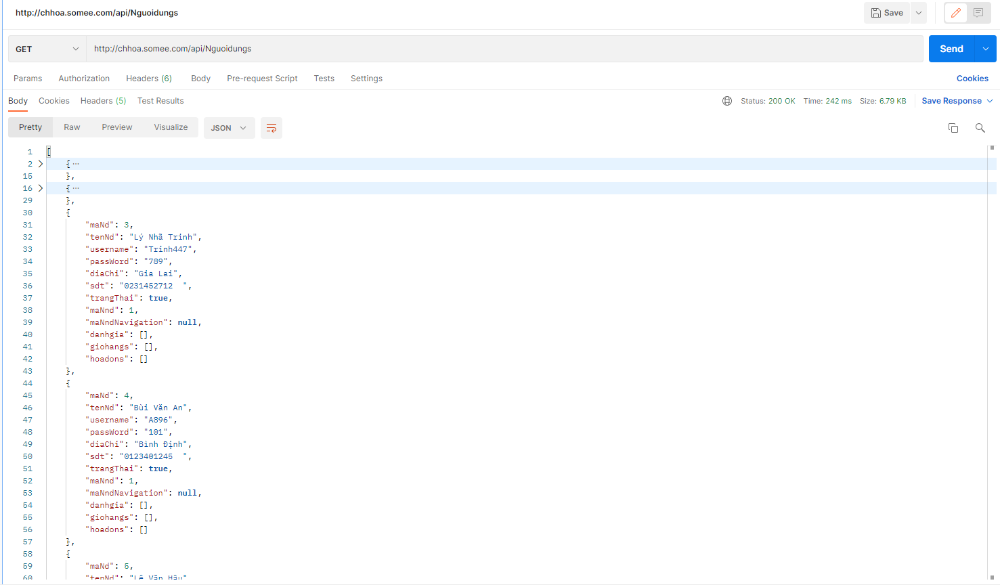 http://chhoa.somee.com/api/Nguoidungs
Save
GET
http://chhoa.somee.com/api/Nguoidungs
Send
Params Authorization Headers (6) Body Pre-request Script Tests Settings Cookies
Body Cookies Headers (5) Test Results Status: 200 OK Time: 242 ms Size: 6.79 KB Save Response
Pretty Raw Preview Visualize JSON
1 [
2 { ...
15 },
16 { ...
29 },
30 {
31 "maNd": 3,
32 "tenNd": "Lý Nhã Trinh",
33 "username": "Trinh447",
34 "passWord": "789",
35 "diaChi": "Gia Lai",
36 "sdt": "0231452712  ",
37 "trangThai": true,
38 "maNnd": 1,
39 "maNndNavigation": null,
40 "danhgia": [],
41 "giohangs": [],
42 "hoadons": []
43 },
44 {
45 "maNd": 4,
46 "tenNd": "Bùi Văn An",
47 "username": "A896",
48 "passWord": "101",
49 "diaChi": "Bình Định",
50 "sdt": "0123401245  ",
51 "trangThai": true,
52 "maNnd": 1,
53 "maNndNavigation": null,
54 "danhgia": [],
55 "giohangs": [],
56 "hoadons": []
57 },
58 {
59 "maNd": 5,
60 "tenNd": "Lê Văn Hậu"